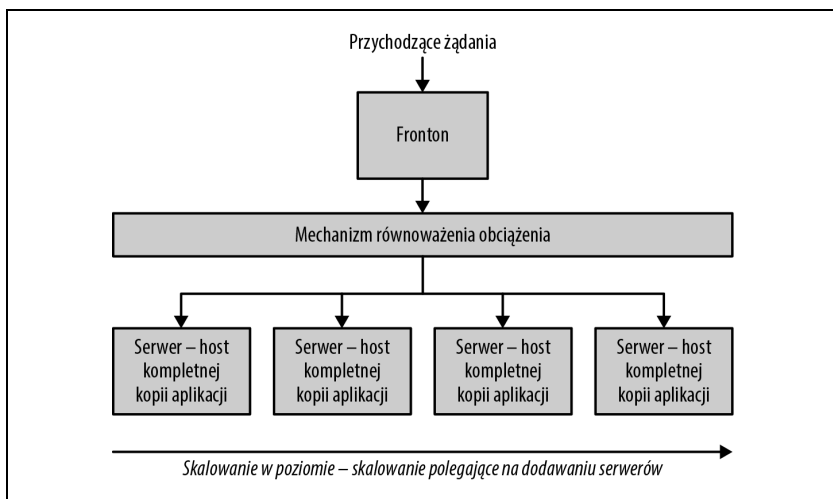 Przychodzące żądania
Fronton
Mechanizm równoważenia obciążenia
Serwer – host
kompletnej
kopii aplikacji
Serwer – host
kompletnej
kopii aplikacji
Serwer – host
kompletnej
kopii aplikacji
Serwer – host
kompletnej
kopii aplikacji
Skalowanie w poziomie – skalowanie polegające na dodawaniu serwerów